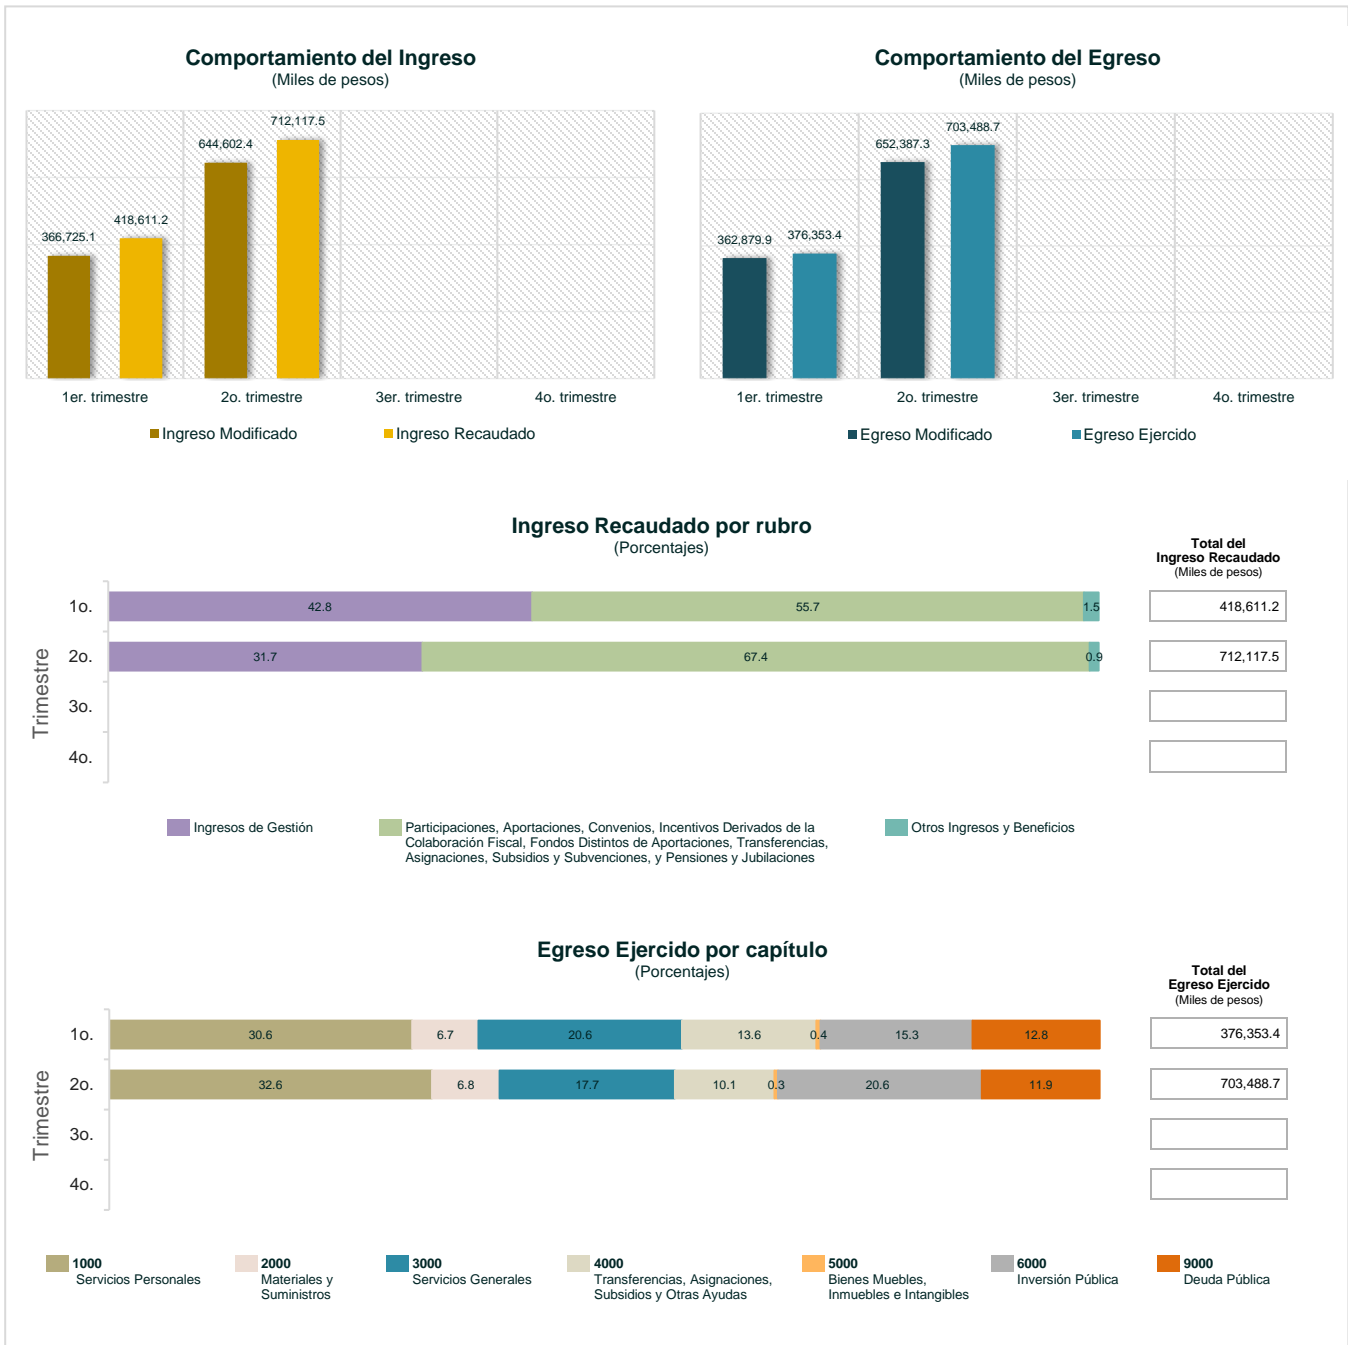 Comportamiento del Ingreso
(Miles de pesos)
366,725.1
418,611.2
644,602.4
712,117.5
1er. trimestre
2o. trimestre
3er. trimestre
4o. trimestre
Ingreso Modificado
Ingreso Recaudado
Comportamiento del Egreso
(Miles de pesos)
362,879.9
376,353.4
652,387.3
703,488.7
1er. trimestre
2o. trimestre
3er. trimestre
4o. trimestre
Egreso Modificado
Egreso Ejercido
Ingreso Recaudado por rubro
(Porcentajes)
Total del
Ingreso Recaudado
(Miles de pesos)
Trimestre
1o.
42.8
55.7
1.5
418,611.2
2o.
31.7
67.4
0.9
712,117.5
3o.
4o.
Ingresos de Gestión
Participaciones, Aportaciones, Convenios, Incentivos Derivados de la
Colaboración Fiscal, Fondos Distintos de Aportaciones, Transferencias,
Asignaciones, Subsidios y Subvenciones, y Pensiones y Jubilaciones
Otros Ingresos y Beneficios
Egreso Ejercido por capítulo
(Porcentajes)
Total del
Egreso Ejercido
(Miles de pesos)
Trimestre
1o.
30.6
6.7
20.6
13.6
0.4
15.3
12.8
376,353.4
2o.
32.6
6.8
17.7
10.1
0.3
20.6
11.9
703,488.7
3o.
4o.
1000
Servicios Personales
2000
Materiales y
Suministros
3000
Servicios Generales
4000
Transferencias, Asignaciones,
Subsidios y Otras Ayudas
5000
Bienes Muebles,
Inmuebles e Intangibles
6000
Inversión Pública
9000
Deuda Pública